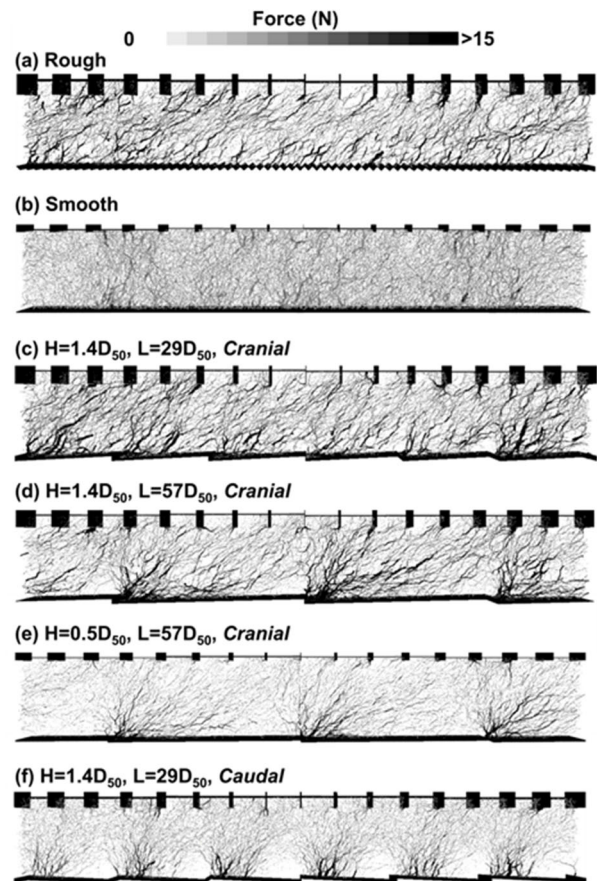 Force (N)
0 >15
(a) Rough
(b) Smooth
(c) H=1.4D₅₀, L=29D₅₀, Cranial
(d) H=1.4D₅₀, L=57D₅₀, Cranial
(e) H=0.5D₅₀, L=57D₅₀, Cranial
(f) H=1.4D₅₀, L=29D₅₀, Caudal